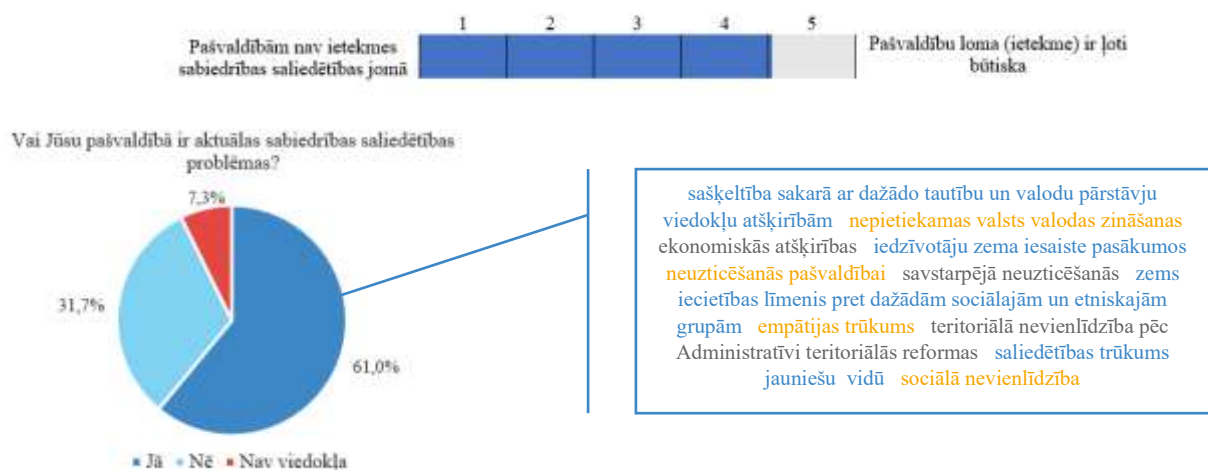 1 2 3 4 5
Pašvaldībām nav ietekmes
sabiedrības saliedētības jomā
Pašvaldību loma (ietekme) ir ļoti
būtiska
Vai Jūsu pašvaldībā ir aktuālas sabiedrības saliedētības
problēmas?
7,3%
31,7%
61,0%
Jā Nē Nav viedokļa
sašķeltība sakarā ar dažādo tautību un valodu pārstāvju
viedokļu atšķirībām nepietiekamas valsts valodas zināšanas
ekonomiskās atšķirības iedzīvotāju zema iesaiste pasākumos
neuzticēšanās pašvaldībai savstarpējā neuzticēšanās zems
iecietības līmenis pret dažādām sociālajām un etniskajām
grupām empātijas trūkums teritoriālā nevienlīdzība pēc
Administratīvi teritoriālās reformas saliedētības trūkums
jauniešu vidū sociālā nevienlīdzība